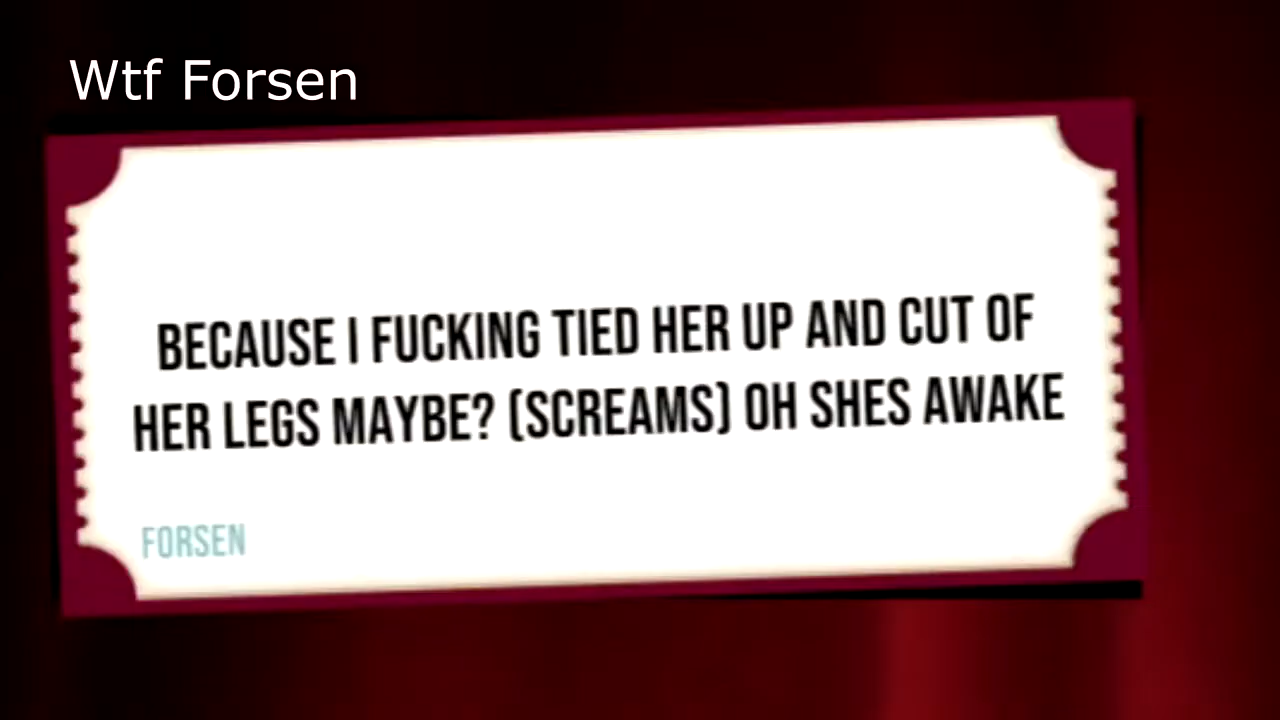 Wtf Forsen
BECAUSE I FUCKING TIED HER UP AND CUT OF
HER LEGS MAYBE? (SCREAMS) OH SHES AWAKE
FORSEN